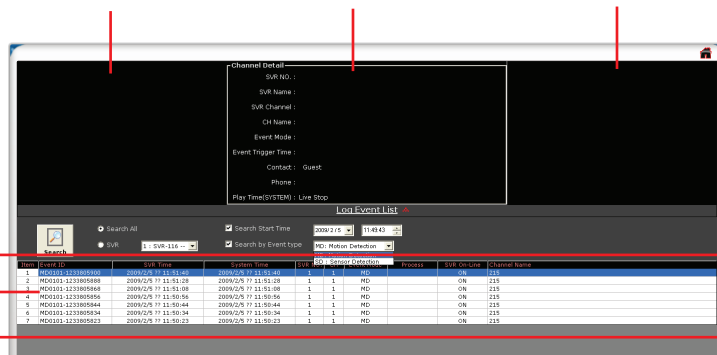 Channel Detail
SVR NO. :
SVR Name :
SVR Channel :
CH Name :
Event Mode :
Event Trigger Time :
Contact : Guest
Phone :
Play Time(SYSTEM) : Live Stop
Log Event List
Search
Search All
Search Start Time
2009/ 2 / 5
11:49:43
SVR
1 : SVR-116 --
Search by Event type
MD: Motion Detection
SD : Sensor Detection
Item Event ID SVR Time System Time SVR Process SVR On-Line Channel Name
1 MD0101-1233805900 2009/2/5 ?? 11:51:40 2009/2/5 ?? 11:51:40 1 1 MD ON 215
2 MD0101-1233805888 2009/2/5 ?? 11:51:28 2009/2/5 ?? 11:51:28 1 1 MD ON 215
3 MD0101-1233805868 2009/2/5 ?? 11:51:08 2009/2/5 ?? 11:51:08 1 1 MD ON 215
4 MD0101-1233805856 2009/2/5 ?? 11:50:56 2009/2/5 ?? 11:50:56 1 1 MD ON 215
5 MD0101-1233805844 2009/2/5 ?? 11:50:44 2009/2/5 ?? 11:50:44 1 1 MD ON 215
6 MD0101-1233805834 2009/2/5 ?? 11:50:34 2009/2/5 ?? 11:50:34 1 1 MD ON 215
7 MD0101-1233805823 2009/2/5 ?? 11:50:23 2009/2/5 ?? 11:50:23 1 1 MD ON 215